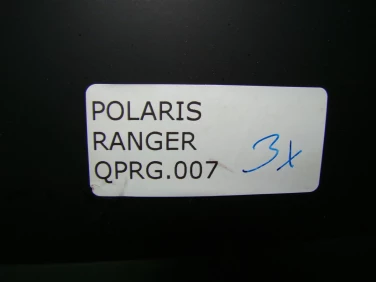 POLARIS
RANGER
QPRG.007 3x